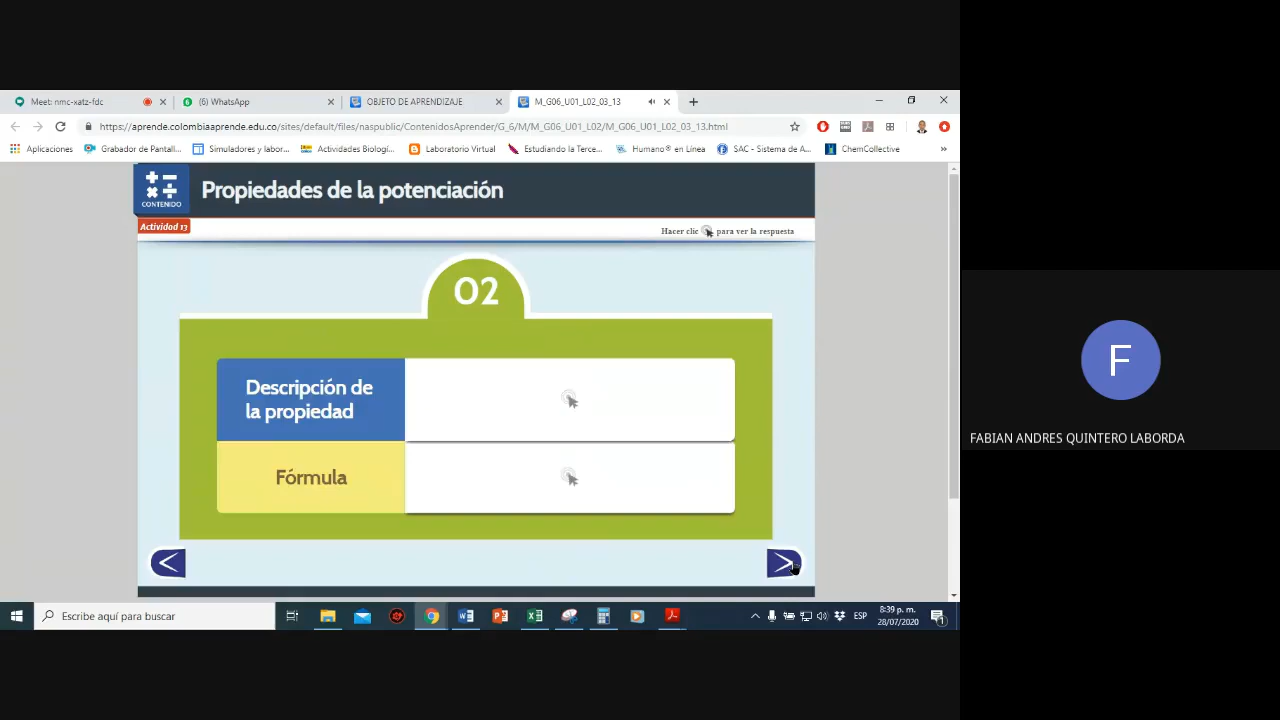 Meet: nmc-xatz-fdc
(6) WhatsApp
OBJETO DE APRENDIZAJE
M_G06_U01_L02_03_13
https://aprende.colombiaaprende.edu.co/sites/default/files/naspublic/ContenidosAprender/G_6/M/M_G06_U01_L02/M_G06_U01_L02_03_13.html
Aplicaciones
Grabador de Pantall...
Simuladores y labor...
Actividades Biologí...
Laboratorio Virtual
Estudiando la Terce...
Humano® en Línea
SAC - Sistema de A...
ChemCollective
»
CONTENIDO
Propiedades de la potenciación
Actividad 13
Hacer clic para ver la respuesta
02
Descripción de
la propiedad
Fórmula
<
>
F
FABIAN ANDRES QUINTERO LABORDA
Escribe aquí para buscar
ESP
8:39 p. m.
28/07/2020
1